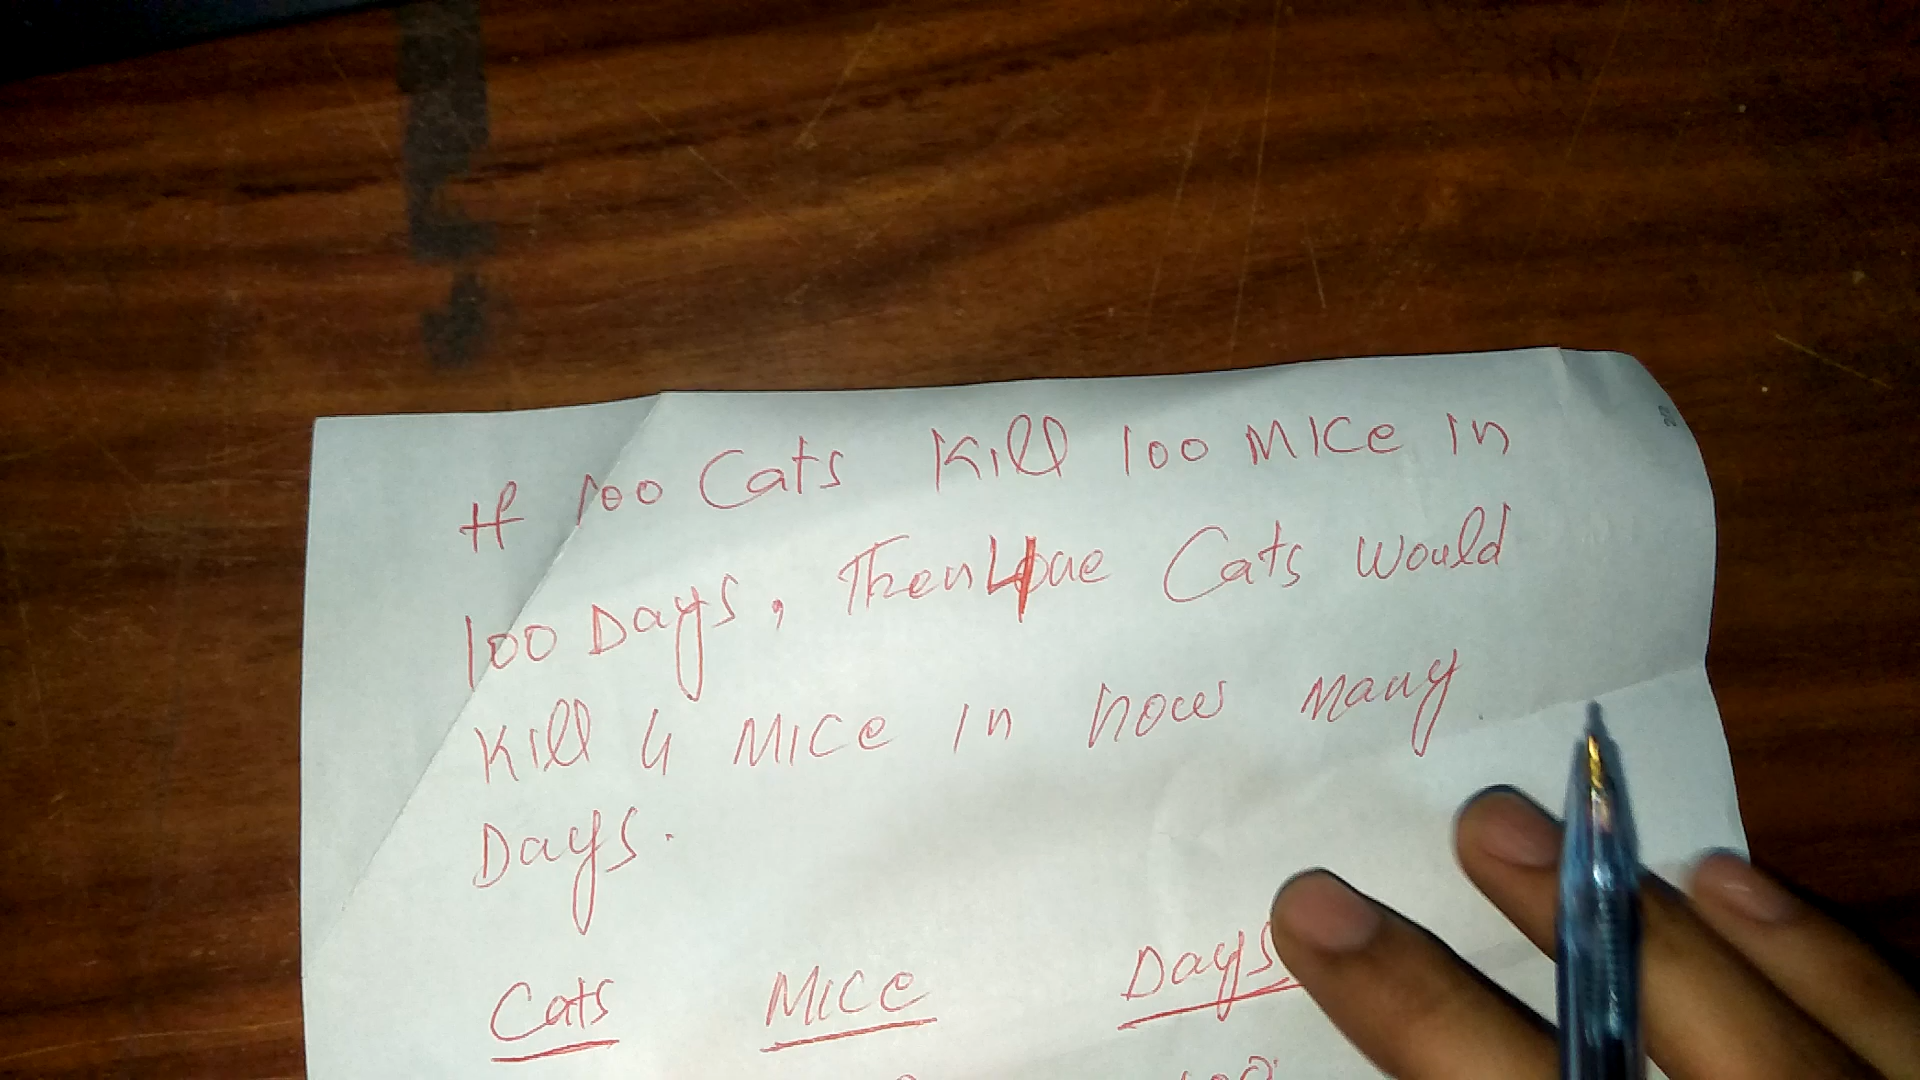 If 100 Cats Kill 100 MICe In
100 Days, Then 4 Cats Would
Kill 4 MICe In how many
Days.
Cats MICe Days